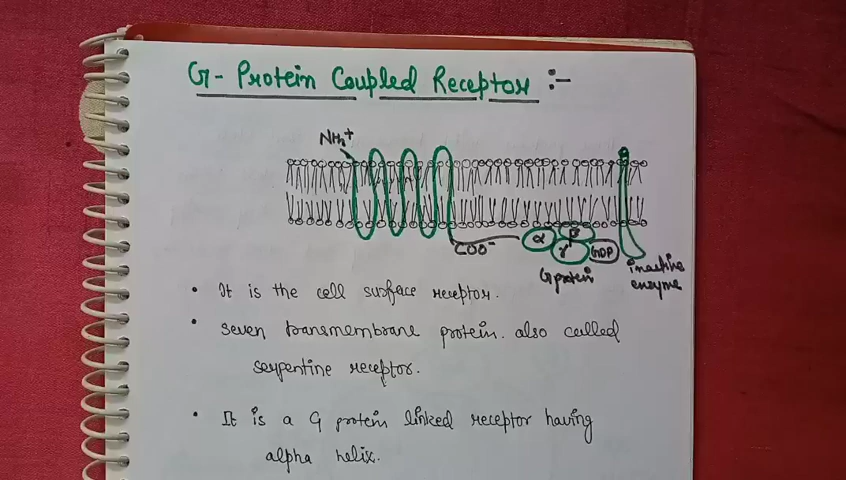 G-Protein Coupled Receptor :-
NH₂⁺
COO⁻
α
β
γ
GDP
G protein
inactive
enzyme
• It is the cell surface receptor.
• Seven transmembrane protein. also called
serpentine receptor.
• It is a G protein linked receptor having
alpha helix.